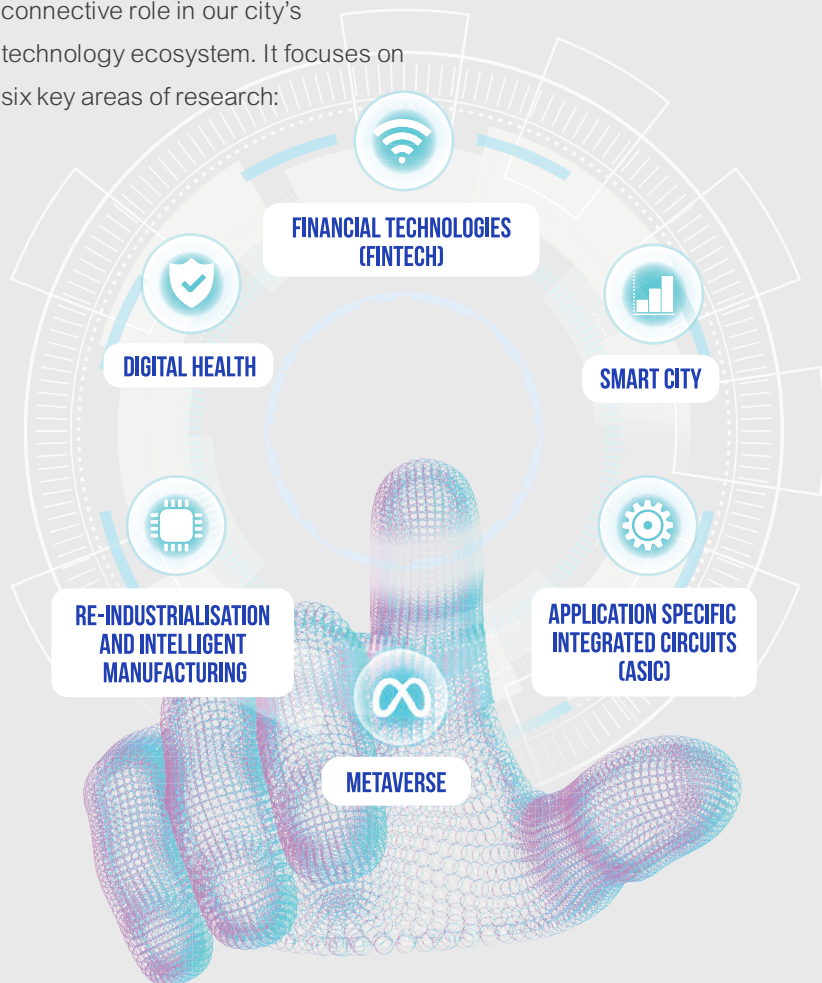 connective role in our city’s
technology ecosystem. It focuses on
six key areas of research:
FINANCIAL TECHNOLOGIES
(FINTECH)
DIGITAL HEALTH
SMART CITY
RE-INDUSTRIALISATION
AND INTELLIGENT
MANUFACTURING
APPLICATION SPECIFIC
INTEGRATED CIRCUITS
(ASIC)
METAVERSE